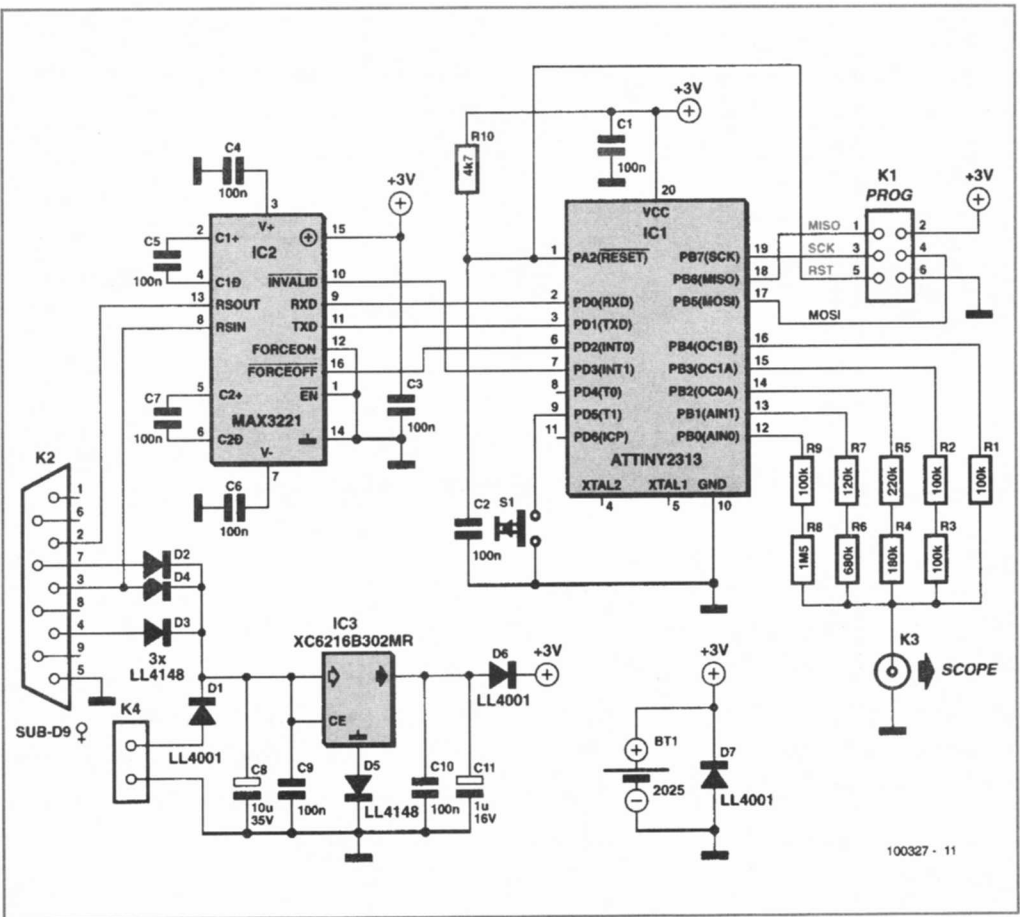 +3V
R10
4k7
C1
100n
+3V
C4
100n
3
V+
2
C1+
IC2
15
C5
100n
4
C1Ð
INVALID
10
13
RSOUT
RXD
9
8
RSIN
TXD
11
FORCEON
12
FORCEOFF
16
5
C2+
EN
1
C7
100n
MAX3221
6
C2Ð
14
V-
7
C3
100n
C6
100n
20
VCC
IC1
1
PA2(RESET)
PB7(SCK)
19
PB6(MISO)
18
2
PD0(RXD)
PB5(MOSI)
17
3
PD1(TXD)
6
PD2(INT0)
PB4(OC1B)
16
7
PD3(INT1)
PB3(OC1A)
15
8
PD4(T0)
PB2(OC0A)
14
9
PD5(T1)
PB1(AIN1)
13
11
PD6(ICP)
PB0(AIN0)
12
ATTINY2313
XTAL2
XTAL1
GND
4
5
10
K1
PROG
+3V
MISO
1
2
SCK
3
4
RST
5
6
MOSI
R9
100k
R7
120k
R5
220k
R2
100k
R1
100k
R8
1M5
R6
680k
R4
180k
R3
100k
K3
SCOPE
C2
100n
S1
K2
1
6
2
7
3
8
4
9
5
SUB-D9
D2
D4
D3
3x
LL4148
D1
LL4001
K4
IC3
XC6216B302MR
CE
D6
LL4001
+3V
C8
10u
35V
C9
100n
D5
LL4148
C10
100n
C11
1u
16V
+3V
BT1
2025
D7
LL4001
100327 - 11